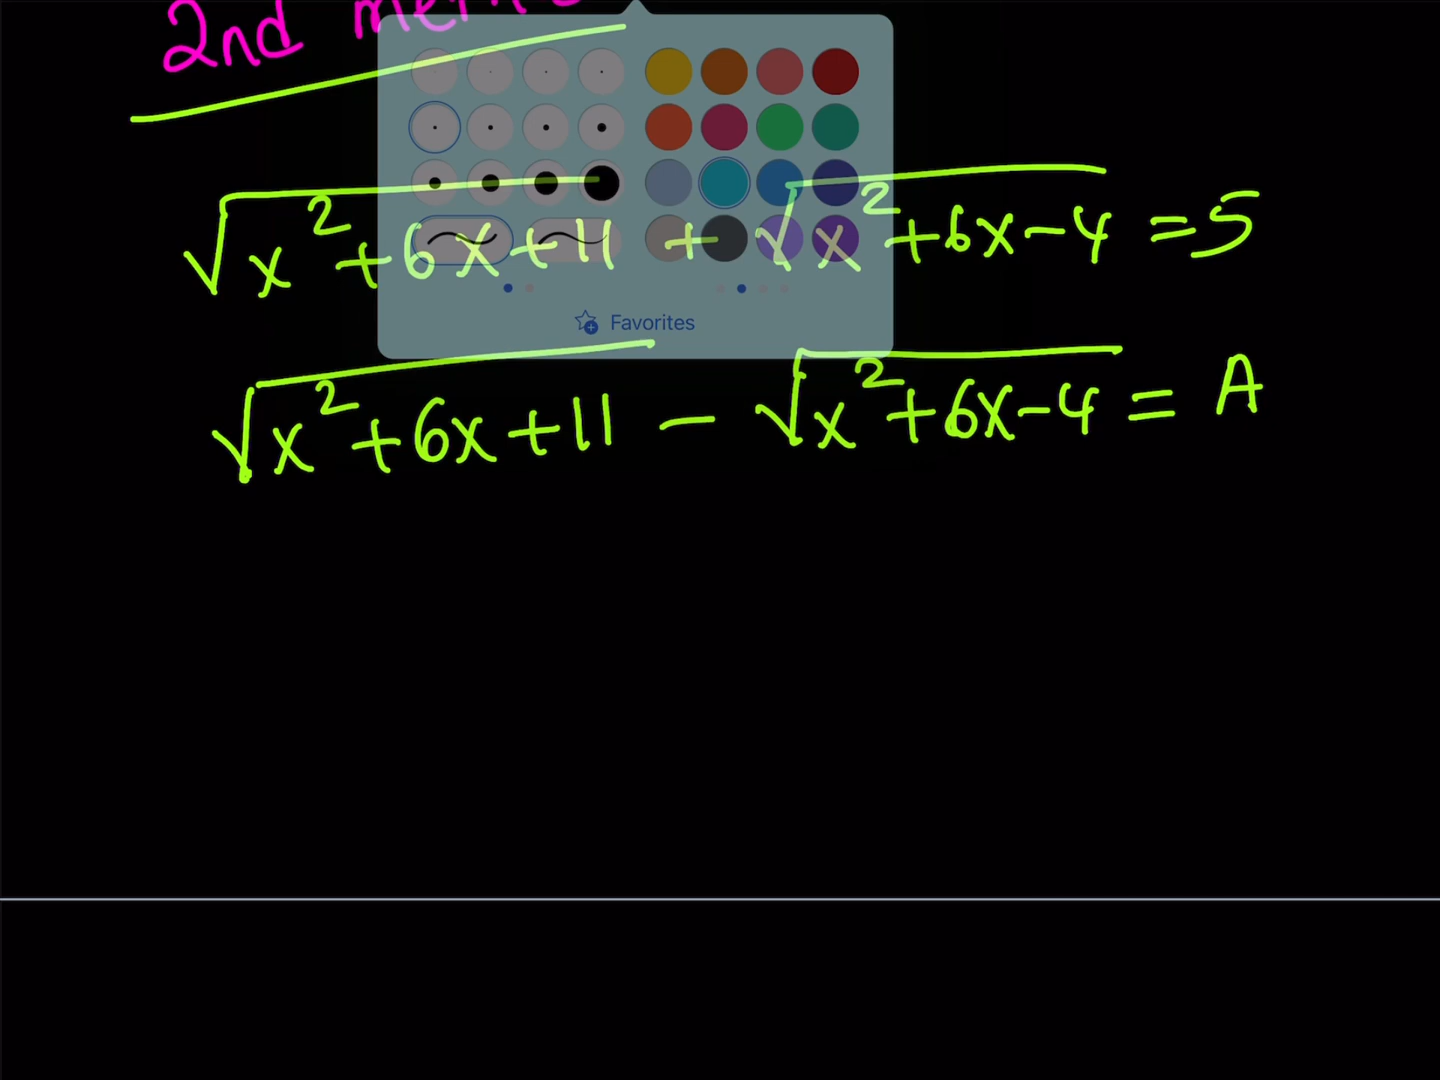 2nd
√x²+6x+11 + √x²+6x-4 = 5
Favorites
√x²+6x+11 - √x²+6x-4 = A